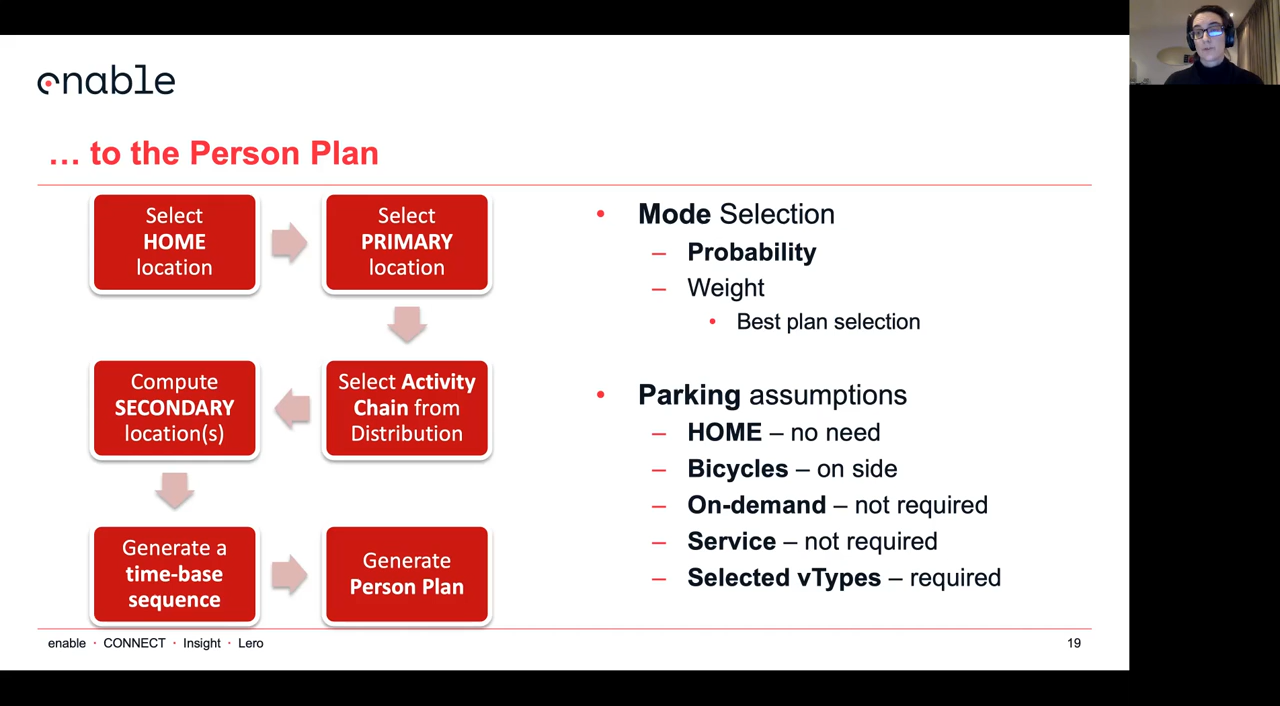 enable
… to the Person Plan
Select
HOME
location
Select
PRIMARY
location
Compute
SECONDARY
location(s)
Select Activity
Chain from
Distribution
Generate a
time-base
sequence
Generate
Person Plan
• Mode Selection
– Probability
– Weight
• Best plan selection
• Parking assumptions
– HOME – no need
– Bicycles – on side
– On-demand – not required
– Service – not required
– Selected vTypes – required
enable · CONNECT · Insight · Lero
19